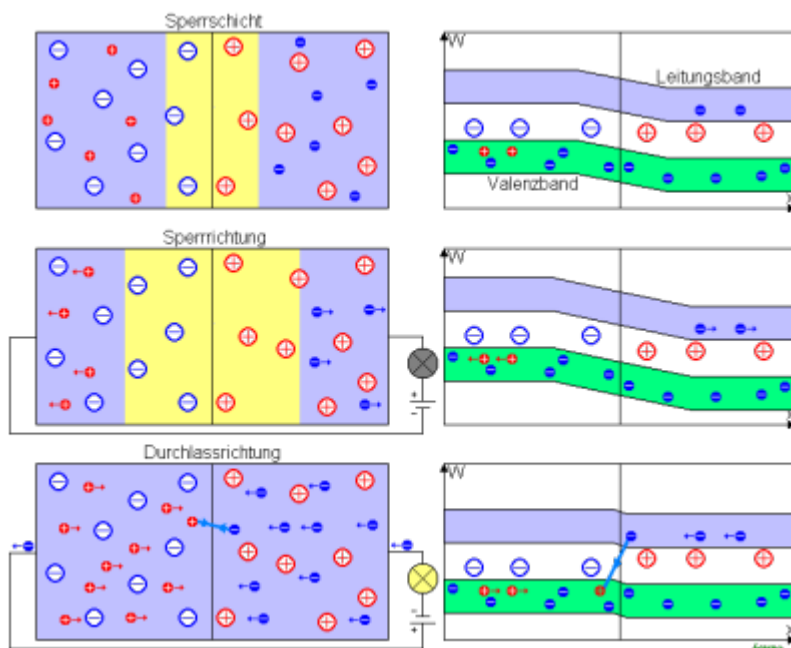 Sperrschicht
W
Leitungsband
Valenzband
x
Sperrrichtung
W
x
Durchlassrichtung
W
x